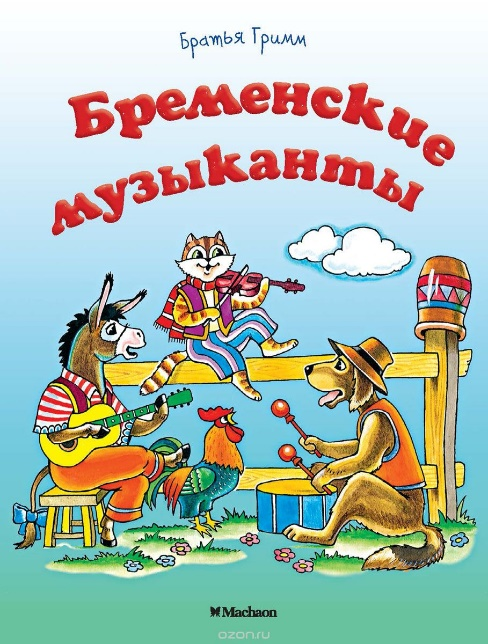 Братья Гримм
Бременские
музыканты
Machaon
ozon.ru